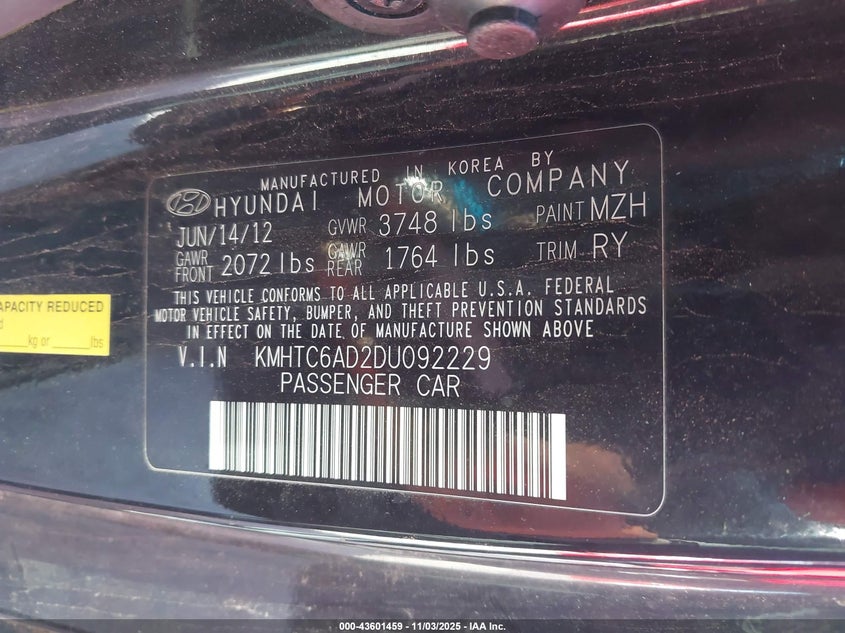 MANUFACTURED IN KOREA BY
HYUNDAI MOTOR COMPANY
JUN/14/12 GVWR 3748 lbs PAINT MZH
GAWR FRONT 2072 lbs GAWR REAR 1764 lbs TRIM RY
THIS VEHICLE CONFORMS TO ALL APPLICABLE U.S.A. FEDERAL
MOTOR VEHICLE SAFETY, BUMPER, AND THEFT PREVENTION STANDARDS
IN EFFECT ON THE DATE OF MANUFACTURE SHOWN ABOVE
V.I.N KMHTC6AD2DU092229
PASSENGER CAR
CAPACITY REDUCED
kg or lbs
000-43601459 - 11/03/2025 - IAA Inc.